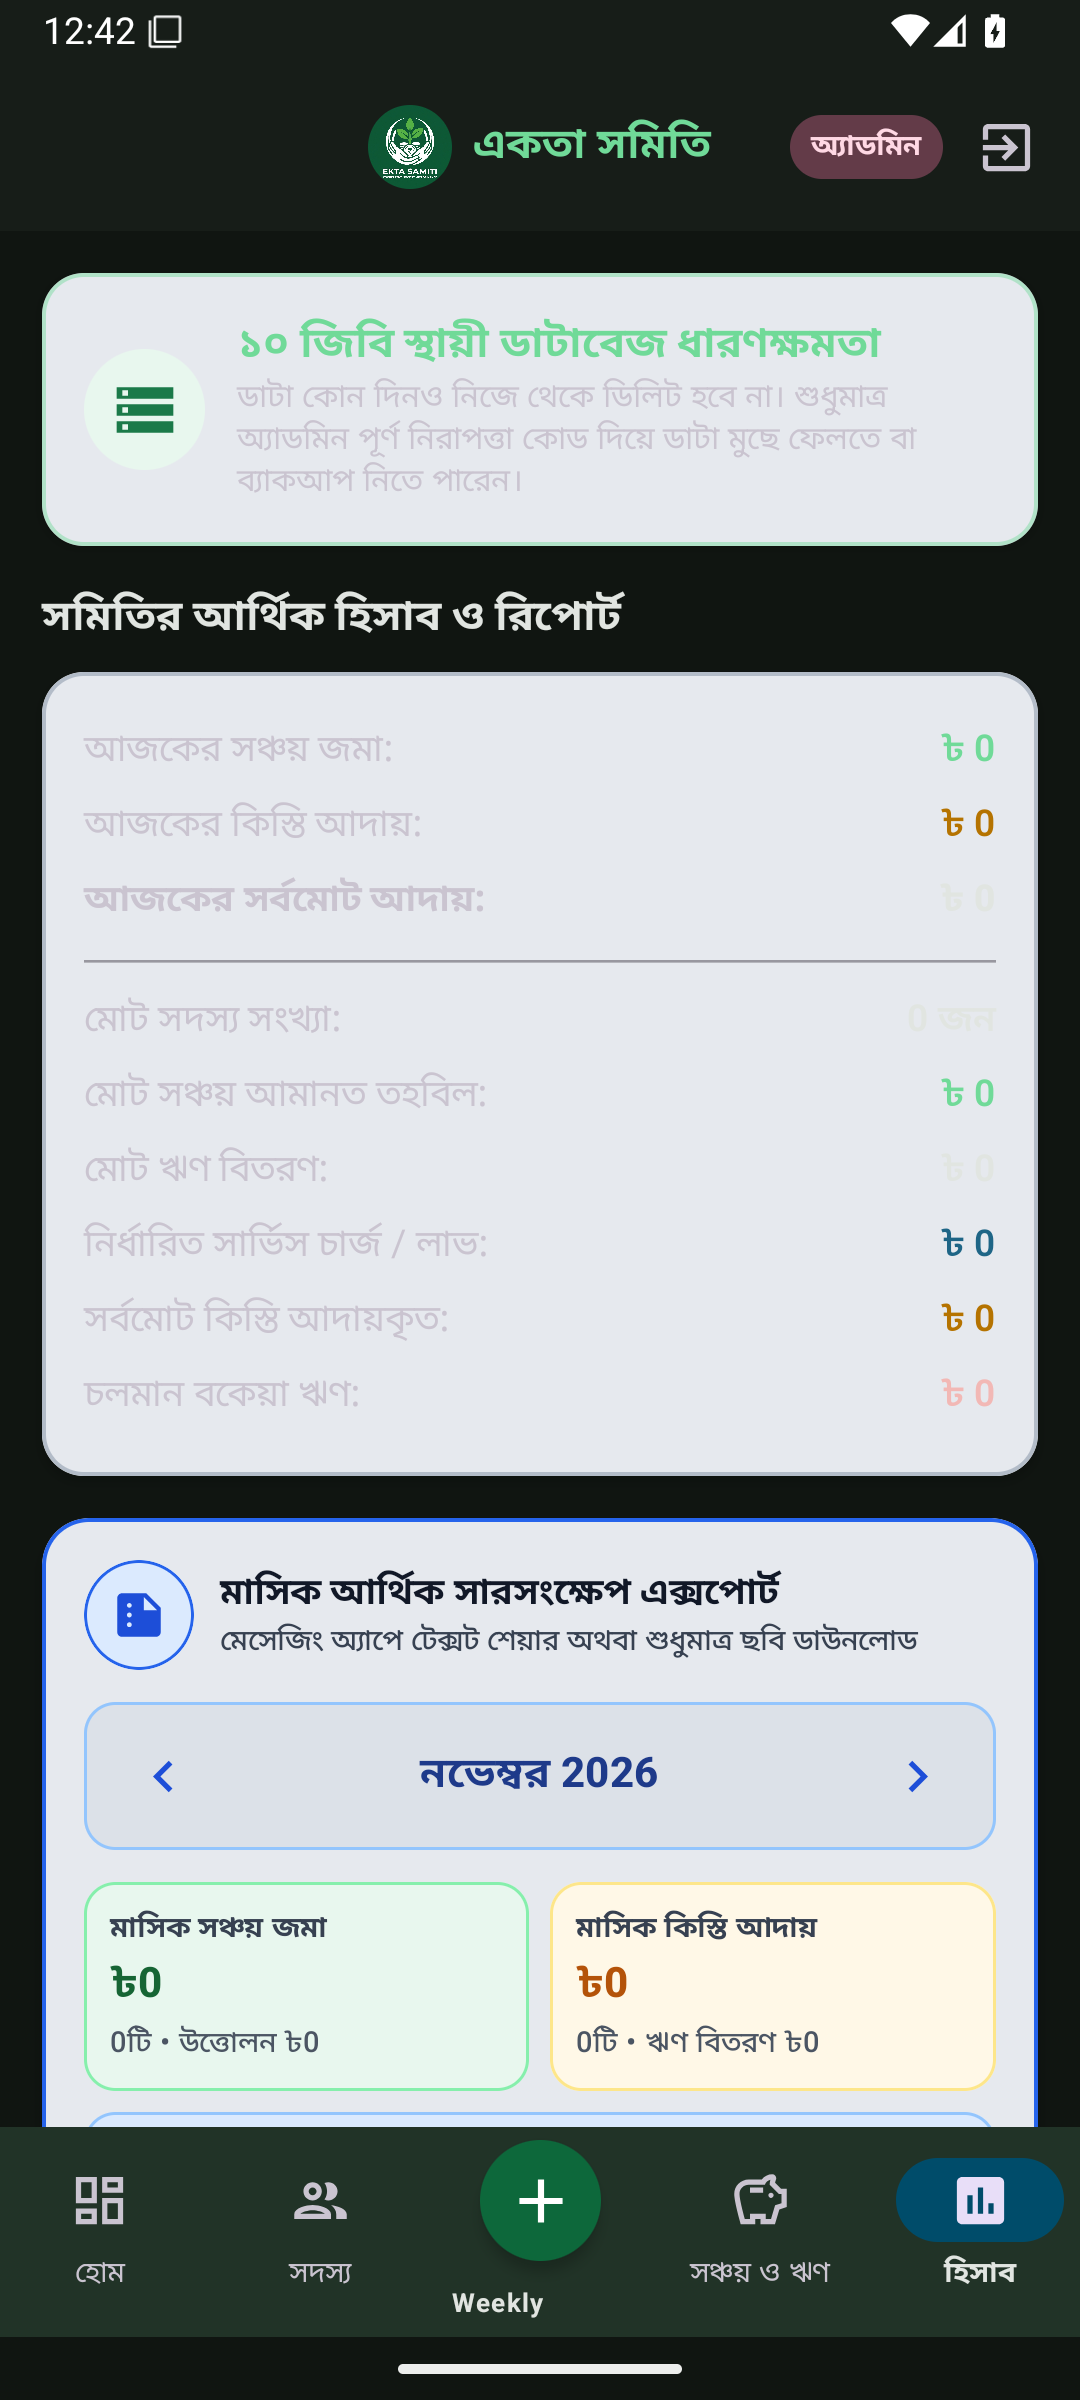 12:42
EKTA SAMITI
একতা সমিতি
অ্যাডমিন
১০ জিবি স্থায়ী ডাটাবেজ ধারণক্ষমতা
ডাটা কোন দিনও নিজে থেকে ডিলিট হবে না। শুধুমাত্র
অ্যাডমিন পূর্ণ নিরাপত্তা কোড দিয়ে ডাটা মুছে ফেলতে বা
ব্যাকআপ নিতে পারেন।
সমিতির আর্থিক হিসাব ও রিপোর্ট
আজকের সঞ্চয় জমা: ৳ 0
আজকের কিস্তি আদায়: ৳ 0
আজকের সর্বমোট আদায়: ৳ 0
মোট সদস্য সংখ্যা: 0 জন
মোট সঞ্চয় আমানত তহবিল: ৳ 0
মোট ঋণ বিতরণ: ৳ 0
নির্ধারিত সার্ভিস চার্জ / লাভ: ৳ 0
সর্বমোট কিস্তি আদায়কৃত: ৳ 0
চলমান বকেয়া ঋণ: ৳ 0
মাসিক আর্থিক সারসংক্ষেপ এক্সপোর্ট
মেসেজিং অ্যাপে টেক্সট শেয়ার অথবা শুধুমাত্র ছবি ডাউনলোড
নভেম্বর 2026
মাসিক সঞ্চয় জমা
৳0
0টি • উত্তোলন ৳0
মাসিক কিস্তি আদায়
৳0
0টি • ঋণ বিতরণ ৳0
হোম
সদস্য
Weekly
সঞ্চয় ও ঋণ
হিসাব